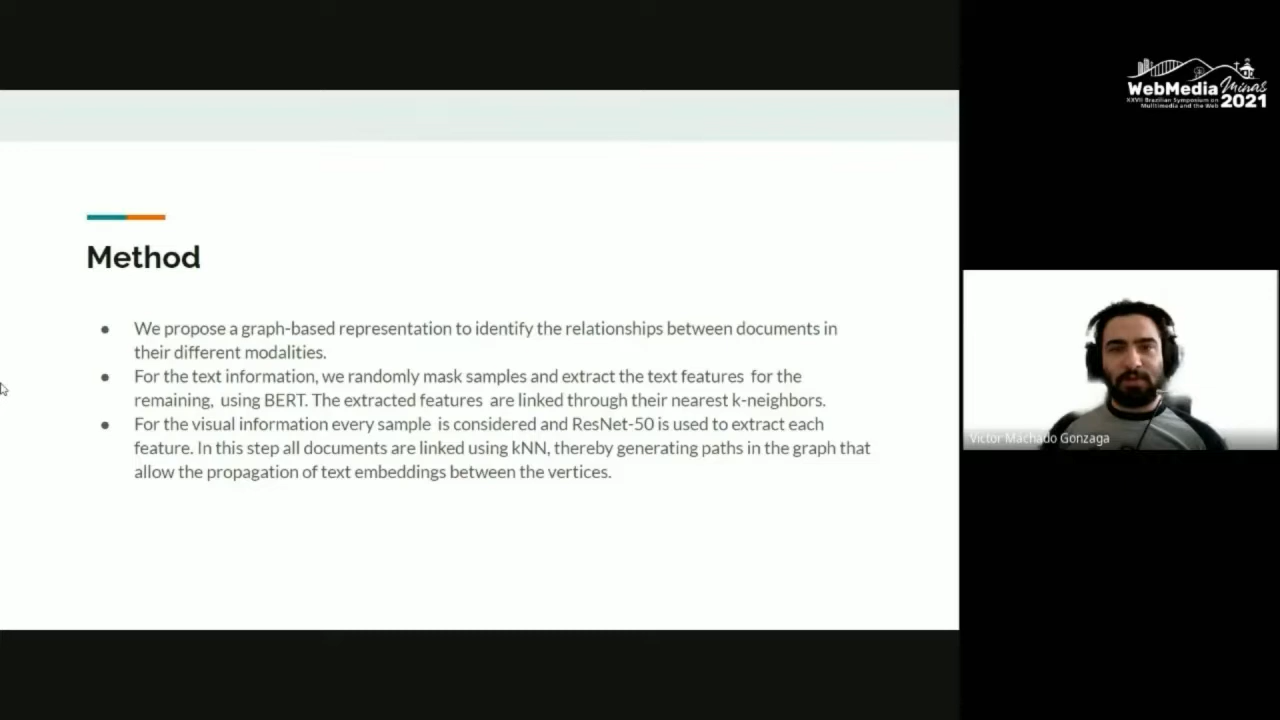 Method
● We propose a graph-based representation to identify the relationships between documents in
their different modalities.
● For the text information, we randomly mask samples and extract the text features for the
remaining, using BERT. The extracted features are linked through their nearest k-neighbors.
● For the visual information every sample is considered and ResNet-50 is used to extract each
feature. In this step all documents are linked using kNN, thereby generating paths in the graph that
allow the propagation of text embeddings between the vertices.
WebMedia Minas
XXVII Brazilian Symposium on
Multimedia and the Web 2021
Victor Machado Gonzaga